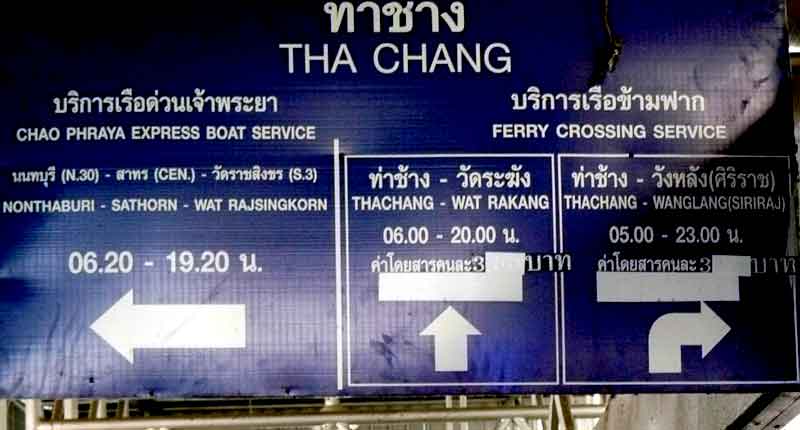 ท่าช้าง
THA CHANG
บริการเรือด่วนเจ้าพระยา
CHAO PHRAYA EXPRESS BOAT SERVICE
นนทบุรี (N.30) - สาทร (CEN.) - วัดราชสิงขร (S.3)
NONTHABURI - SATHORN - WAT RAJSINGKORN
06.20 - 19.20 น.
บริการเรือข้ามฟาก
FERRY CROSSING SERVICE
ท่าช้าง - วัดระฆัง
THACHANG - WAT RAKANG
06.00 - 20.00 น.
ค่าโดยสารคนละ 3 บาท
ท่าช้าง - วังหลัง(ศิริราช)
THACHANG - WANGLANG(SIRIRAJ)
05.00 - 23.00 น.
ค่าโดยสารคนละ 3 บาท